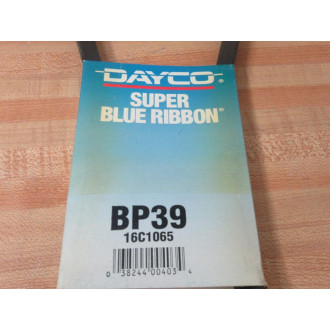 DAYCO®
SUPER
BLUE RIBBON®
BP39
16C1065
0 38244 00403 4